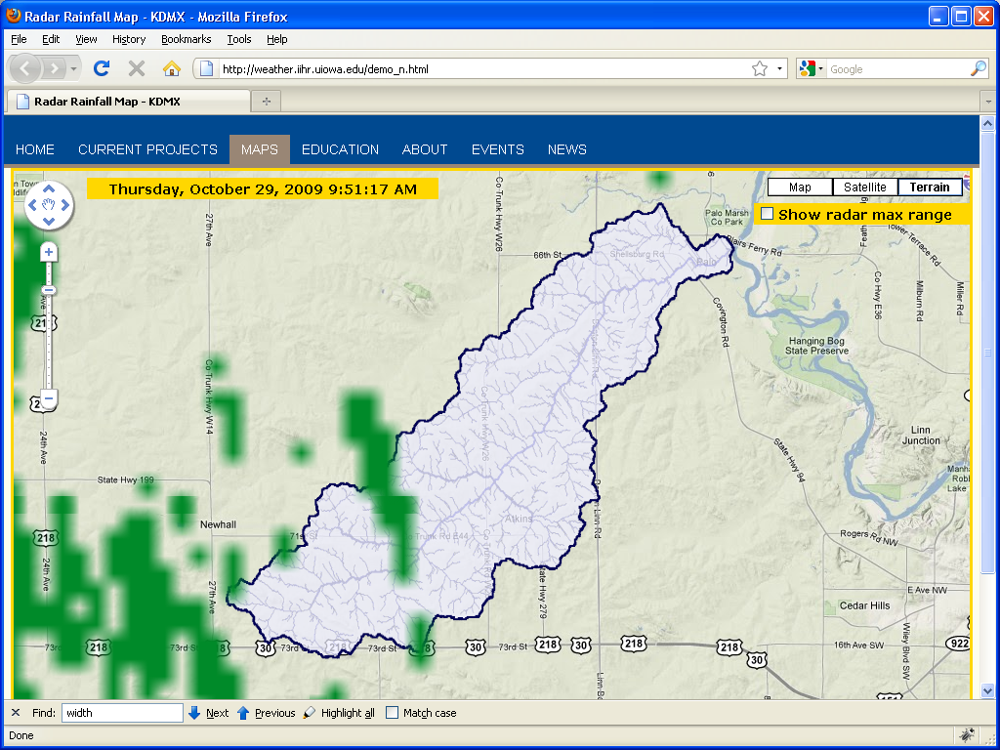 Radar Rainfall Map - KDMX - Mozilla Firefox
File Edit View History Bookmarks Tools Help
http://weather.iihr.uiowa.edu/demo_n.html
Google
Radar Rainfall Map - KDMX
HOME CURRENT PROJECTS MAPS EDUCATION ABOUT EVENTS NEWS
Thursday, October 29, 2009 9:51:17 AM
Map Satellite Terrain
Show radar max range
Palo Marsh
Co Park
27th Ave
Co Trunk Hwy W26
66th St
Shellsburg Rd
Palo
Blairs Ferry Rd
Tower Terrace Rd
Co Hwy E36
Milburn Rd
Miller Rd
Covington Rd
Hanging Bog
State Preserve
Co Trunk Hwy W14
Co Trunk Hwy W26
Linn
Junction
24th Ave
State Hwy 94
State Hwy 199
Newhall
71st
Atkins
218
Rogers Rd NW
24th Ave
27th Ave
State Hwy 279
E Ave NW
Cedar Hills
Wiley Blvd SW
16th Ave SW
922
218
73rd St
30
218
73rd St
30
73rd St
218
30
218
218
30
Find: width Next Previous Highlight all Match case
Done